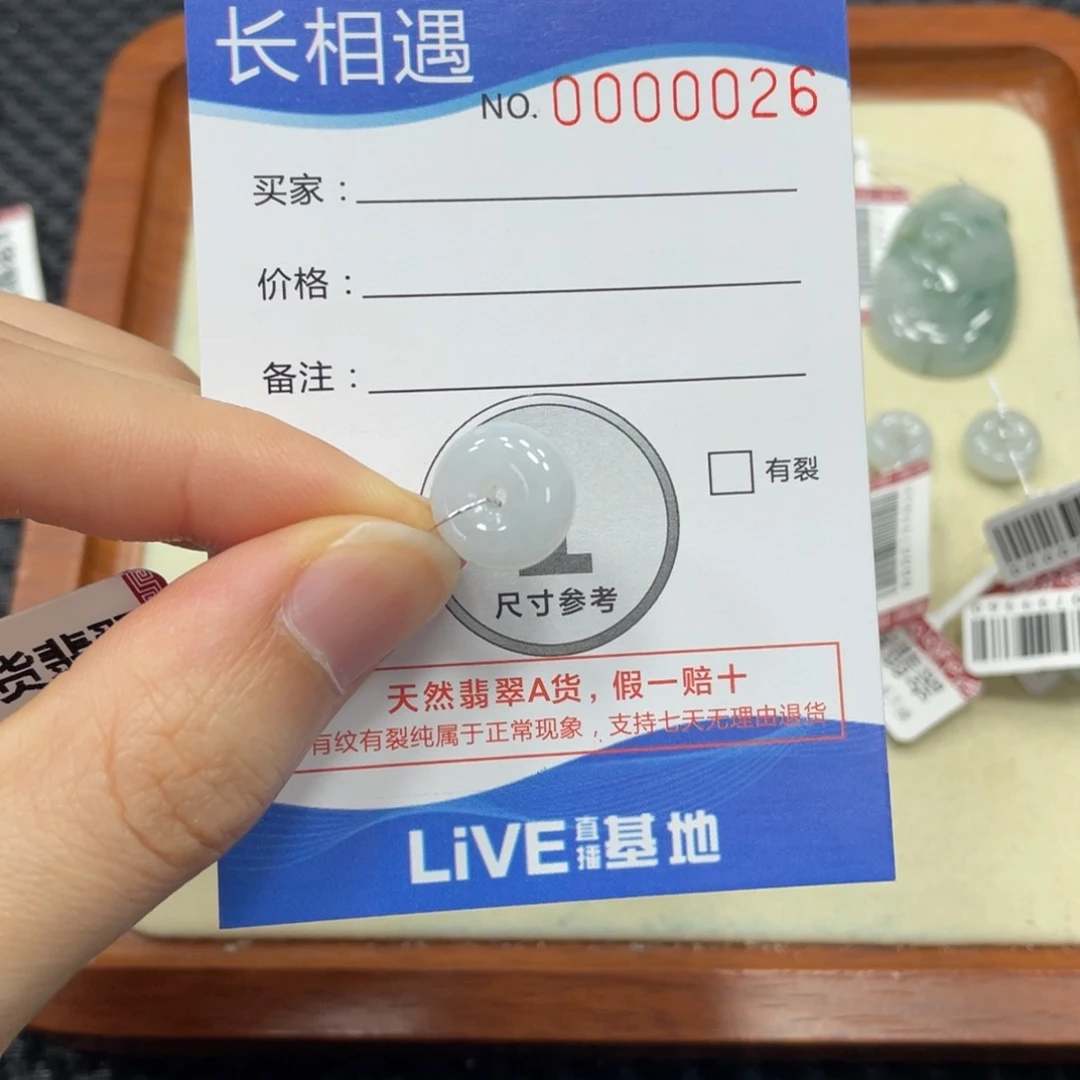 长相遇
NO. 0000026
买家：
价格：
备注：
有裂
尺寸参考
天然翡翠A货，假一赔十
有纹有裂纯属于正常现象，支持七天无理由退货
LiVE直播基地
货翡